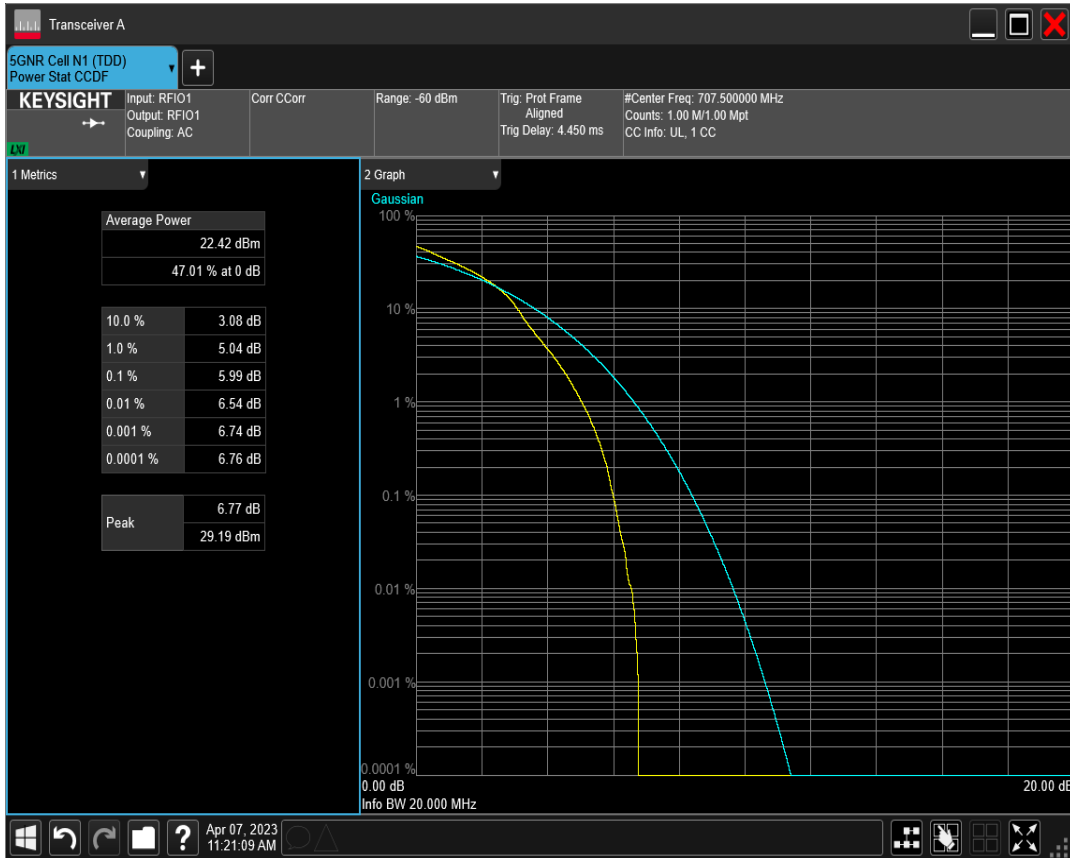 Transceiver A
5GNR Cell N1 (TDD)
Power Stat CCDF
+
KEYSIGHT
LXI
Input: RFIO1
Output: RFIO1
Coupling: AC
Corr CCorr
Range: -60 dBm
Trig: Prot Frame
Aligned
Trig Delay: 4.450 ms
#Center Freq: 707.500000 MHz
Counts: 1.00 M/1.00 Mpt
CC Info: UL, 1 CC
1 Metrics
Average Power
22.42 dBm
47.01 % at 0 dB
10.0 % 3.08 dB
1.0 % 5.04 dB
0.1 % 5.99 dB
0.01 % 6.54 dB
0.001 % 6.74 dB
0.0001 % 6.76 dB
Peak
6.77 dB
29.19 dBm
2 Graph
Gaussian
100 %
10 %
1 %
0.1 %
0.01 %
0.001 %
0.0001 %
0.00 dB
20.00 dB
Info BW 20.000 MHz
?
Apr 07, 2023
11:21:09 AM